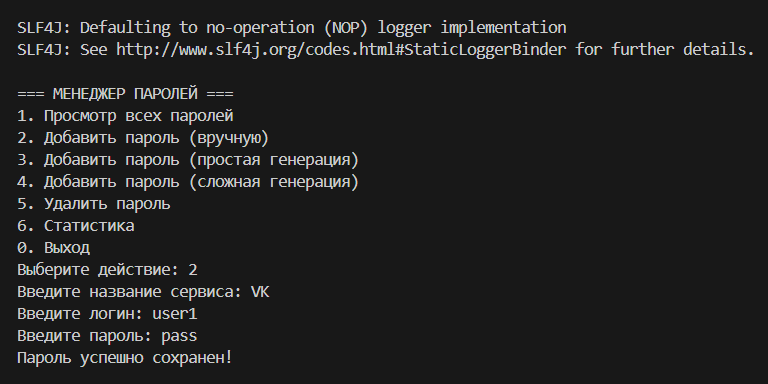 SLF4J: Defaulting to no-operation (NOP) logger implementation
SLF4J: See http://www.slf4j.org/codes.html#StaticLoggerBinder for further details.
=== МЕНЕДЖЕР ПАРОЛЕЙ ===
1. Просмотр всех паролей
2. Добавить пароль (вручную)
3. Добавить пароль (простая генерация)
4. Добавить пароль (сложная генерация)
5. Удалить пароль
6. Статистика
0. Выход
Выберите действие: 2
Введите название сервиса: VK
Введите логин: user1
Введите пароль: pass
Пароль успешно сохранен!